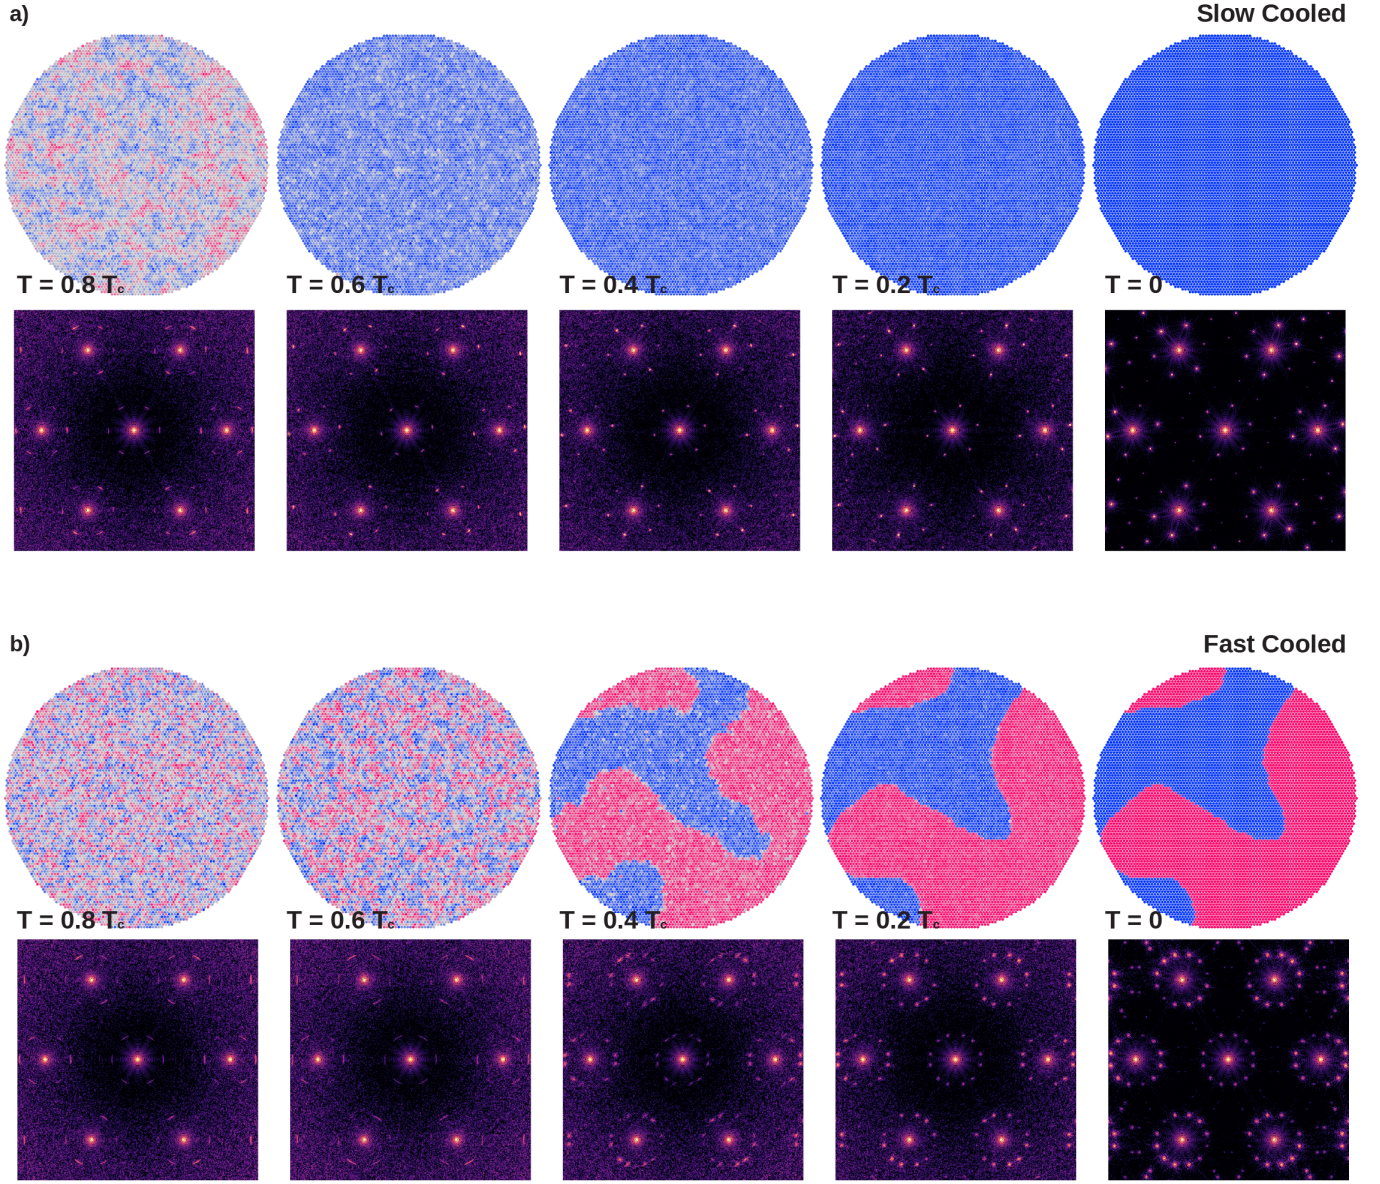 a)
Slow Cooled
T = 0.8 Tc
T = 0.6 Tc
T = 0.4 Tc
T = 0.2 Tc
T = 0
b)
Fast Cooled
T = 0.8 Tc
T = 0.6 Tc
T = 0.4 Tc
T = 0.2 Tc
T = 0